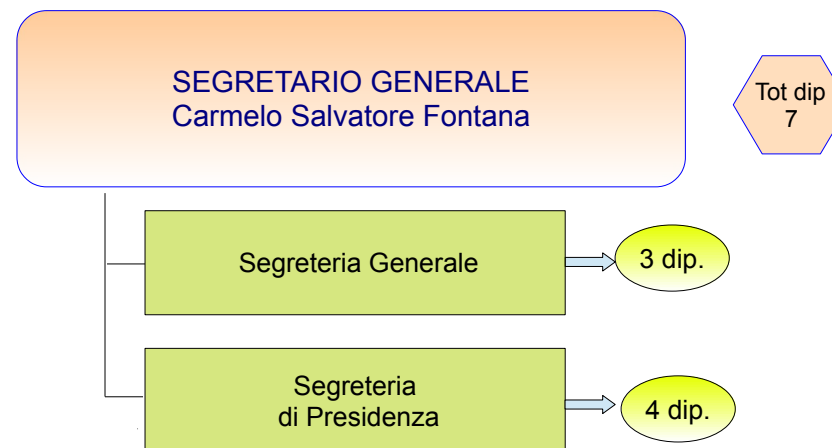 SEGRETARIO GENERALE
Carmelo Salvatore Fontana
Tot dip
7
Segreteria Generale
3 dip.
Segreteria
di Presidenza
4 dip.